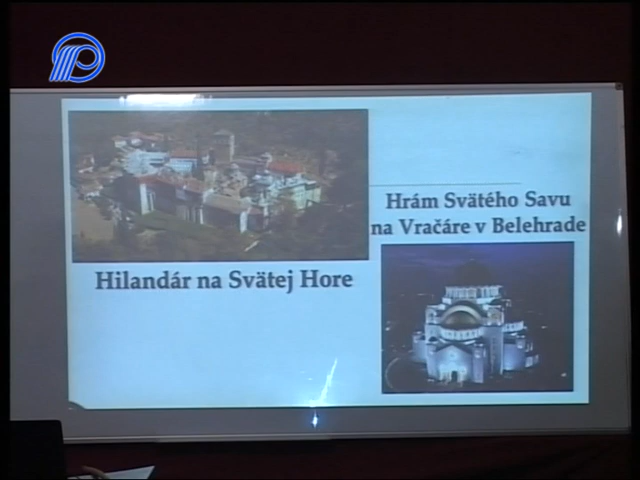 Hilandár na Svätej Hore
Hrám Svätého Savu
na Vračáre v Belehrade